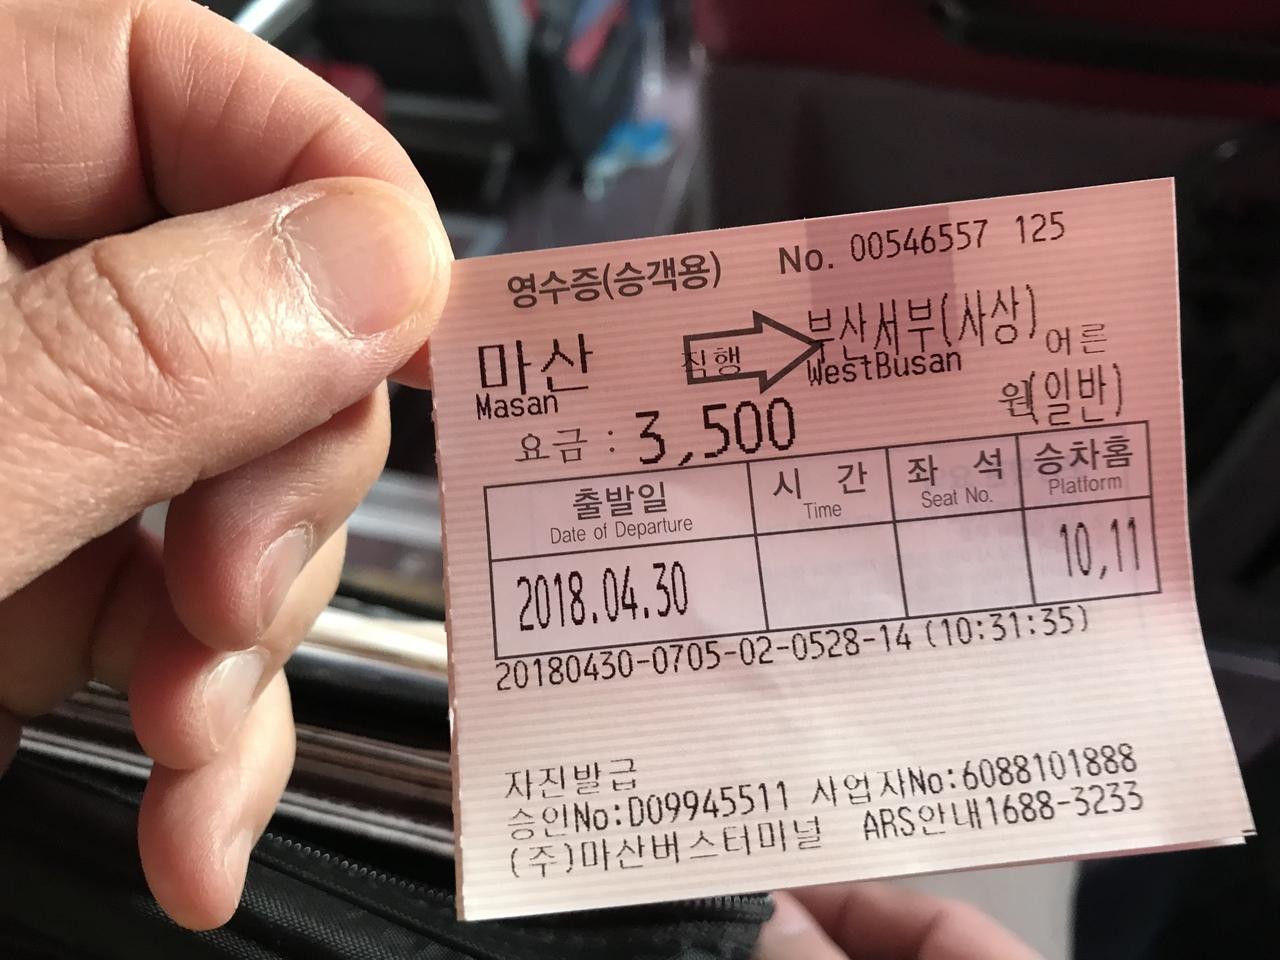 영수증(승객용) No. 00546557 125
마산 직행 부산서부(사상) 어른
Masan WestBusan
요금 : 3,500 원(일반)
출발일 시 간 좌 석 승차홈
Date of Departure Time Seat No. Platform
2018.04.30 10,11
20180430-0705-02-0528-14 (10:31:35)
자진발급
승인No:D09945511 사업자No:6088101888
(주)마산버스터미널 ARS안내1688-3233